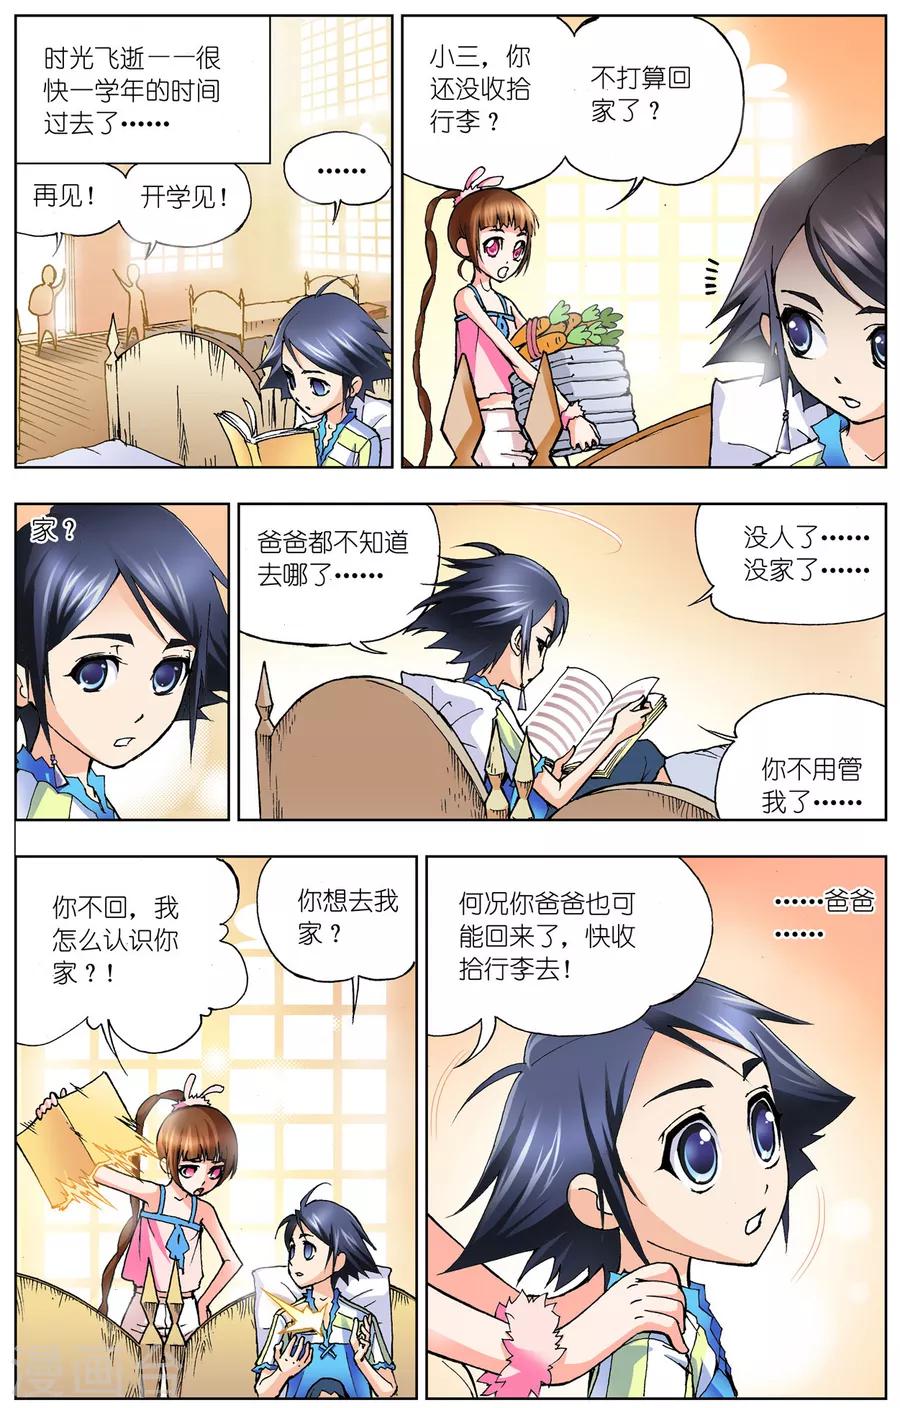 时光飞逝——很
快一学年的时间
过去了……
再见！
开学见！
……
小三，你
还没收拾
行李？
不打算回
家了？
家？
爸爸都不知道
去哪了……
没人了……
没家了……
你不用管
我了……
你不回，我
怎么认识你
家？！
你想去我
家？
何况你爸爸也可
能回来了，快收
拾行李去！
……爸爸
……
漫画台